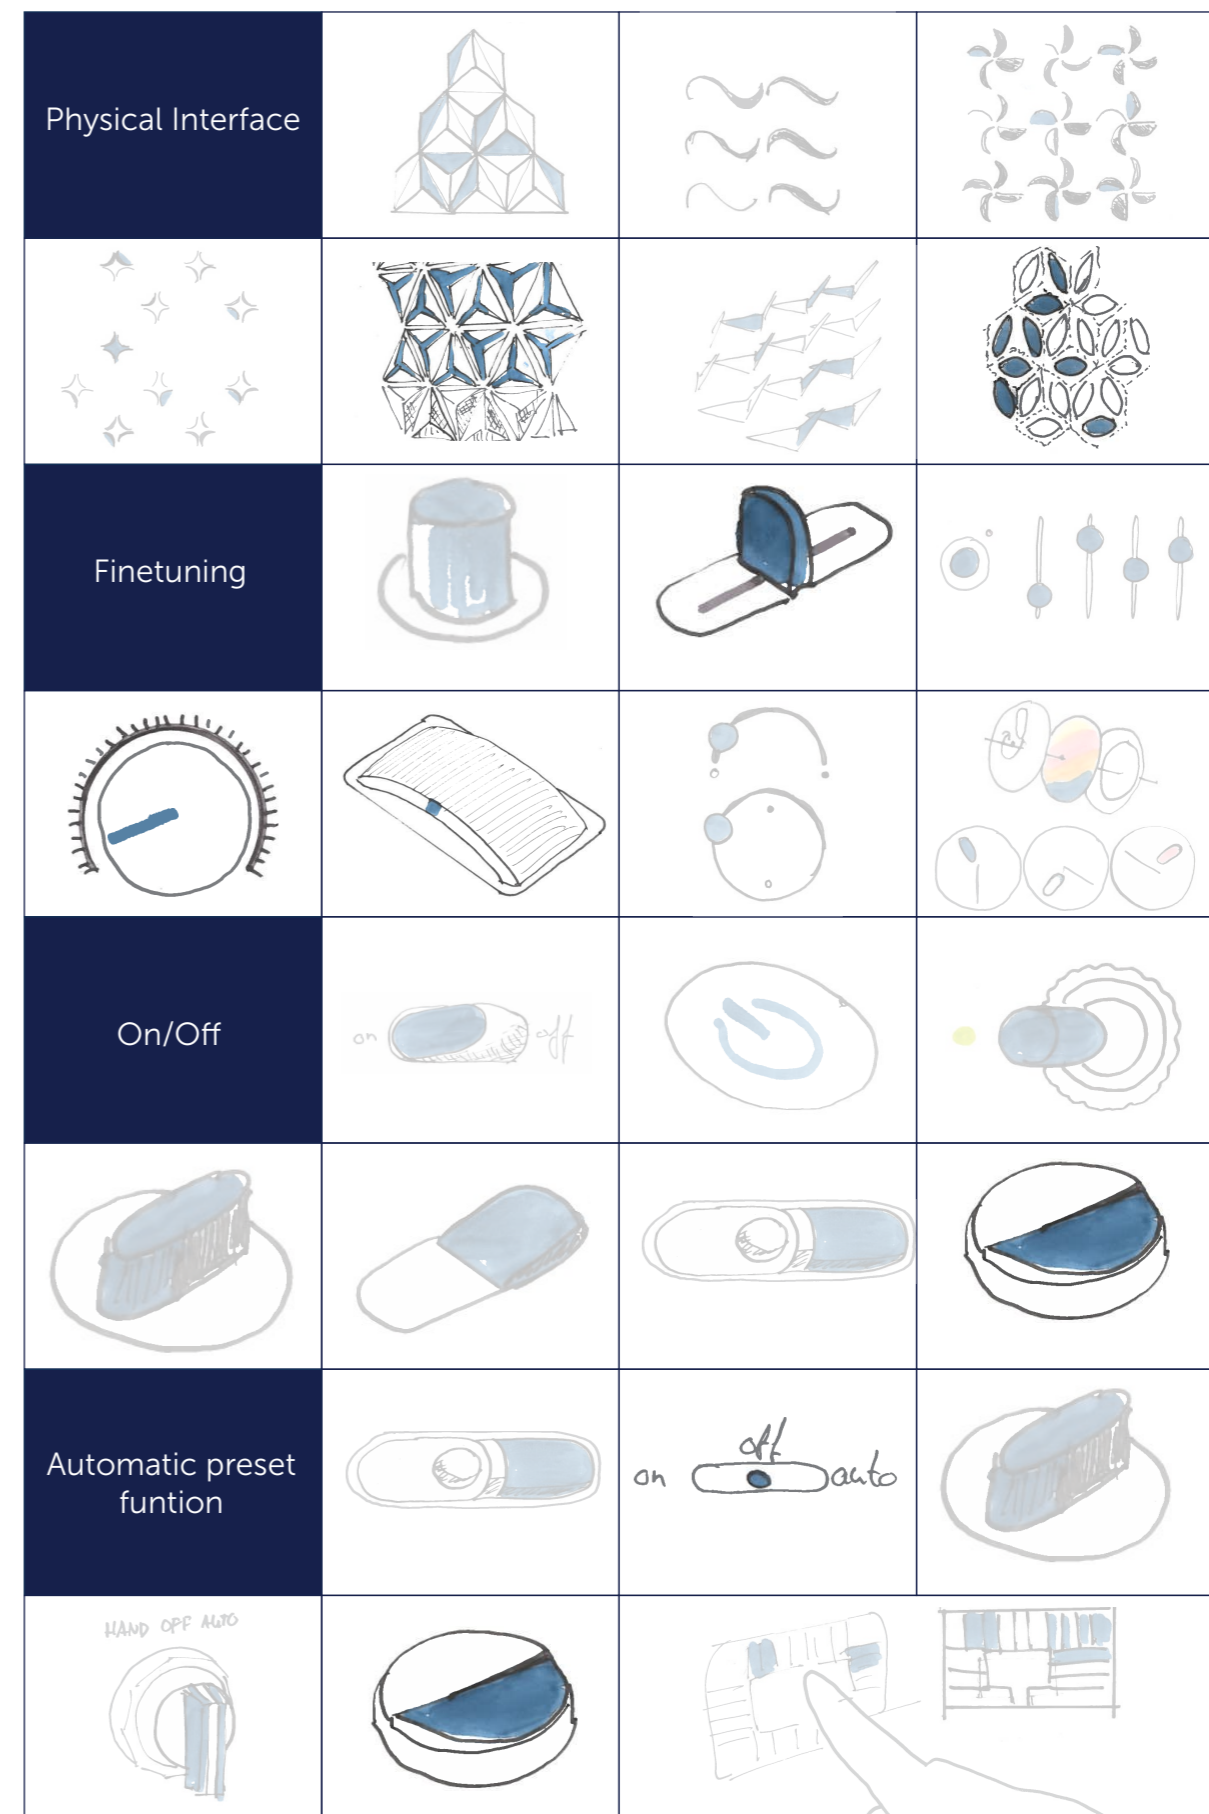 Physical Interface
Finetuning
On/Off
on off
Automatic preset
funtion
off
on auto
HAND OFF AUTO